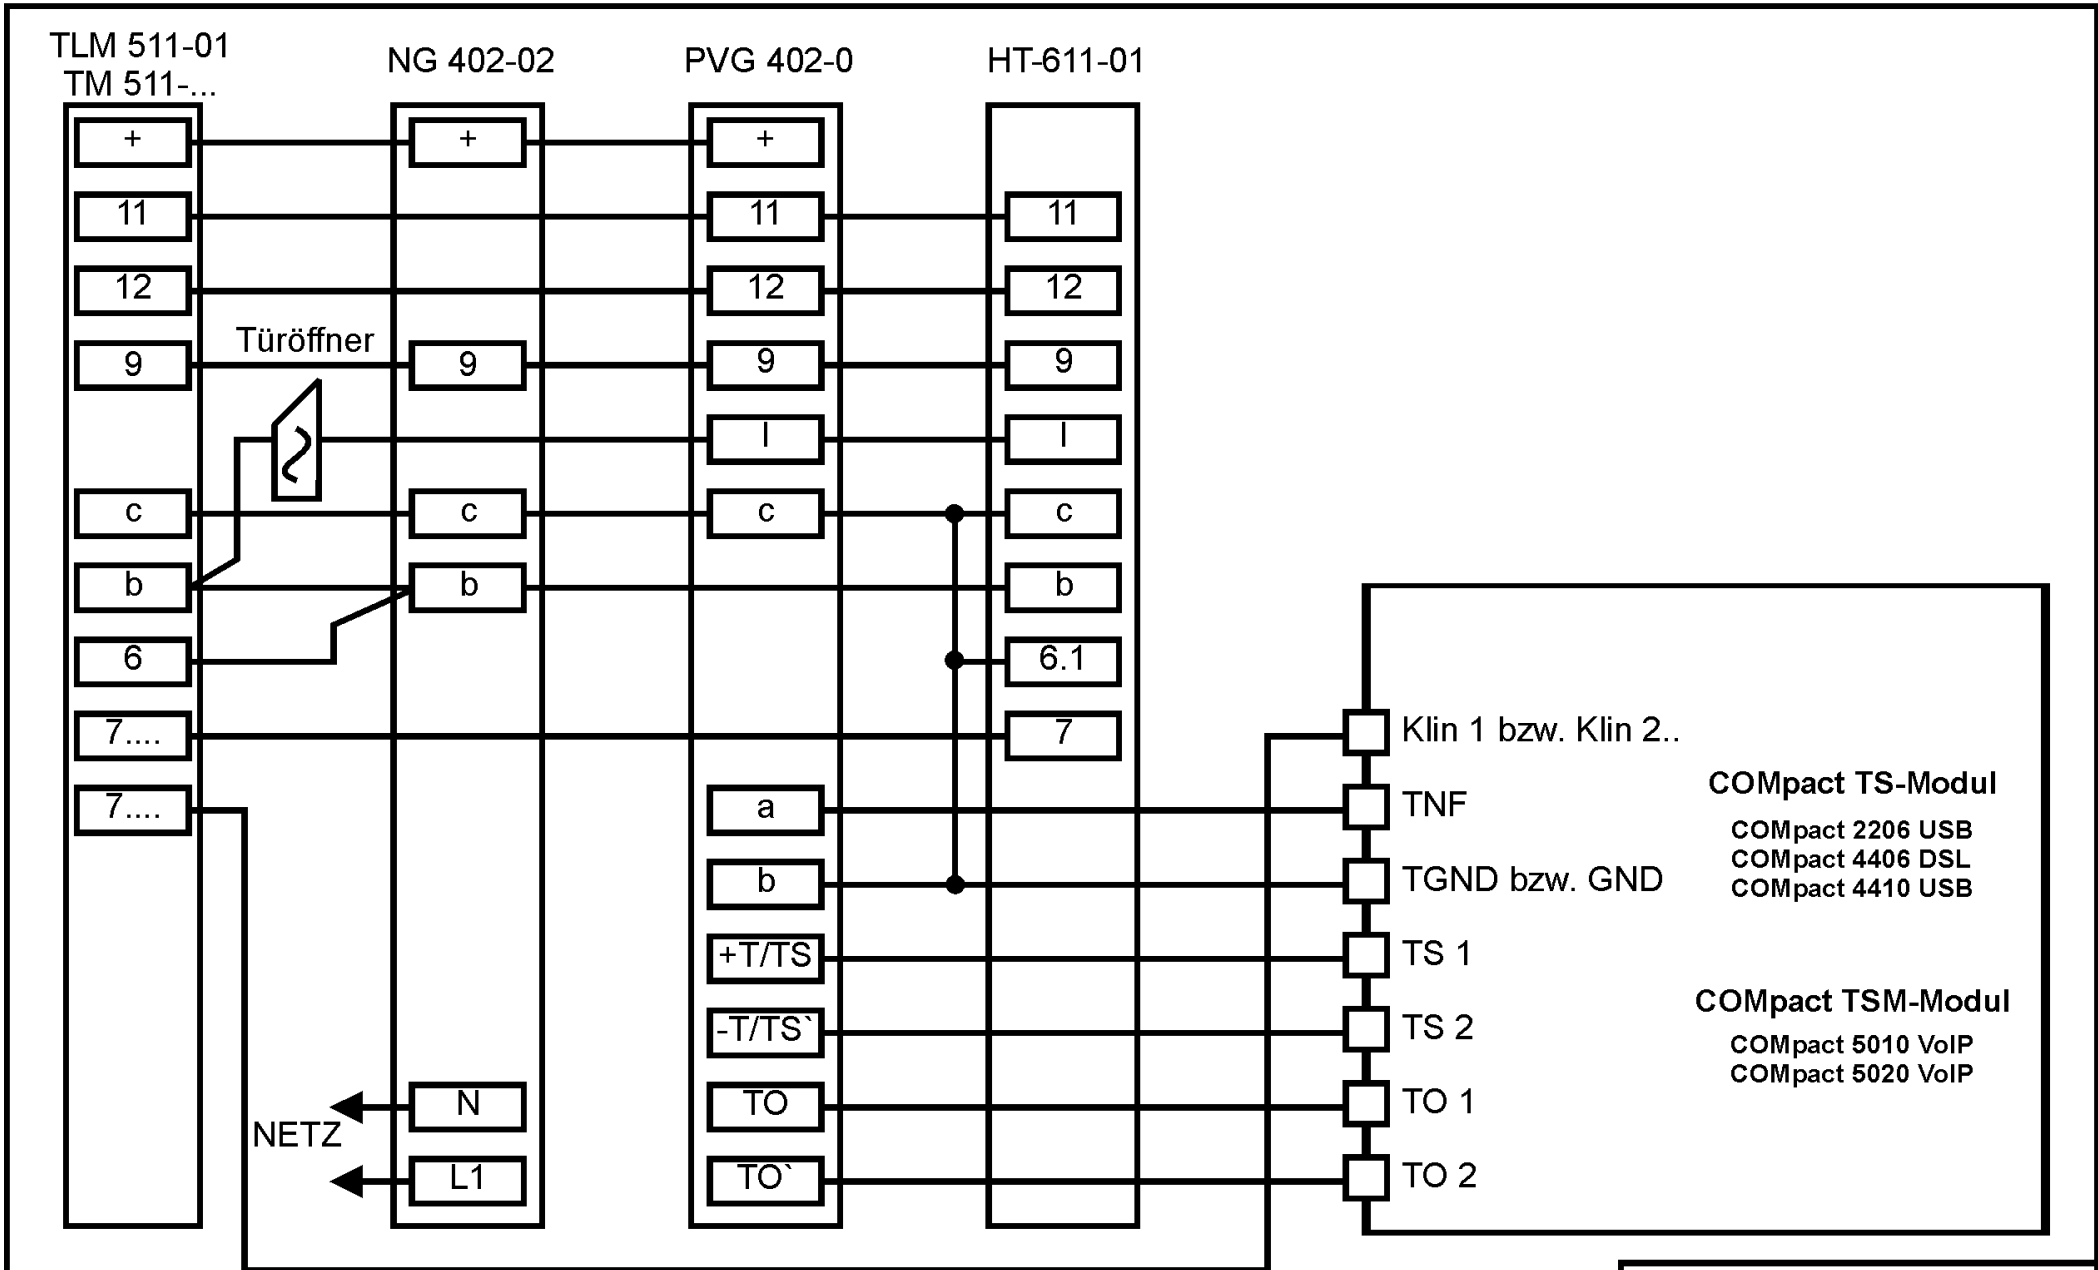 TLM 511-01
TM 511-...
NG 402-02
PVG 402-0
HT-611-01
+ + +
11 11 11
12 12 12
Türöffner
9 9 9 9
I I
c c c c
b b b
6 6.1
7.... 7
Klin 1 bzw. Klin 2..
7.... a TNF
b TGND bzw. GND
+T/TS TS 1
-T/TS` TS 2
N TO TO 1
NETZ
L1 TO` TO 2
COMpact TS-Modul
COMpact 2206 USB
COMpact 4406 DSL
COMpact 4410 USB
COMpact TSM-Modul
COMpact 5010 VoIP
COMpact 5020 VoIP